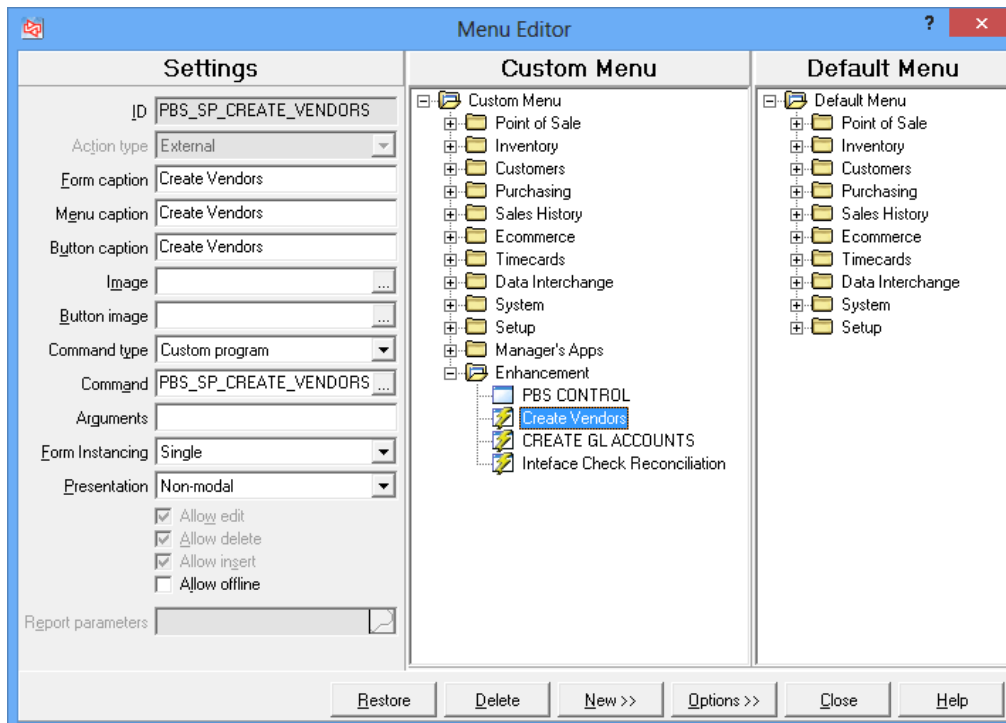 Menu Editor
?
×
Settings
ID PBS_SP_CREATE_VENDORS
Action type External
Form caption Create Vendors
Menu caption Create Vendors
Button caption Create Vendors
Image ...
Button image ...
Command type Custom program
Command PBS_SP_CREATE_VENDORS ...
Arguments
Form Instancing Single
Presentation Non-modal
Allow edit
Allow delete
Allow insert
Allow offline
Report parameters
Custom Menu
Custom Menu
Point of Sale
Inventory
Customers
Purchasing
Sales History
Ecommerce
Timecards
Data Interchange
System
Setup
Manager's Apps
Enhancement
PBS CONTROL
Create Vendors
CREATE GL ACCOUNTS
Inteface Check Reconciliation
Default Menu
Default Menu
Point of Sale
Inventory
Customers
Purchasing
Sales History
Ecommerce
Timecards
Data Interchange
System
Setup
Restore Delete New >> Options >> Close Help